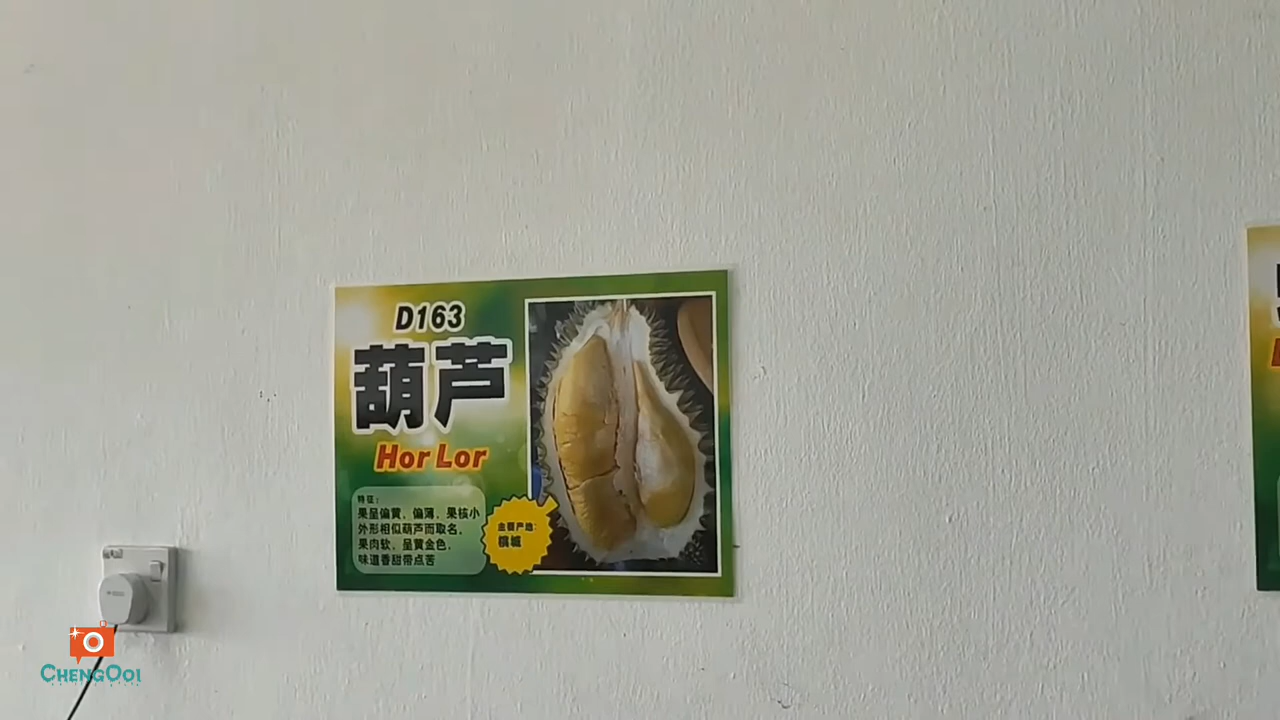 D163
葫芦
Hor Lor
特征：
果呈偏黄、偏薄，果核小
外形相似葫芦而取名，
果肉软，呈黄金色，
味道香甜带点苦
主要产地：
槟城
CHENGOOI